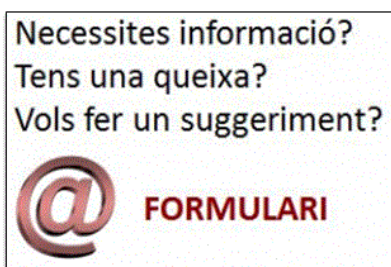 Necessites informació?
Tens una queixa?
Vols fer un suggeriment?
@ FORMULARI